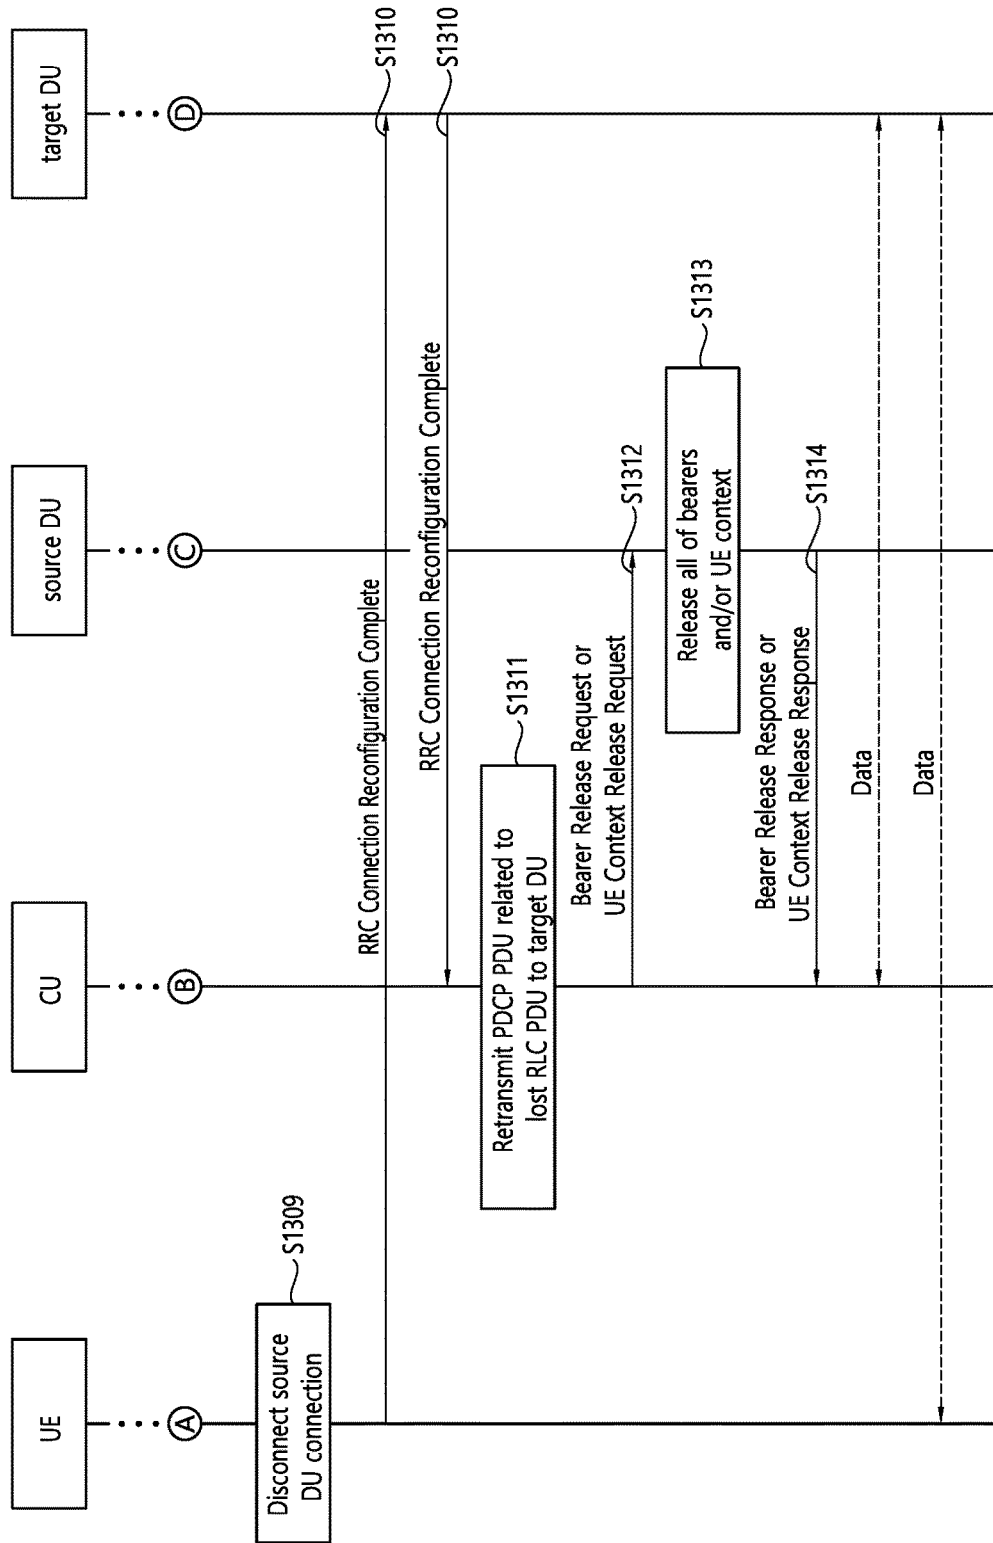 UE
CU
source DU
target DU
A
B
C
D
Disconnect source
DU connection
S1309
RRC Connection Reconfiguration Complete
S1310
RRC Connection Reconfiguration Complete
S1310
Retransmit PDCP PDU related to
lost RLC PDU to target DU
S1311
Bearer Release Request or
UE Context Release Request
S1312
Release all of bearers
and/or UE context
S1313
Bearer Release Response or
UE Context Release Response
S1314
Data
Data